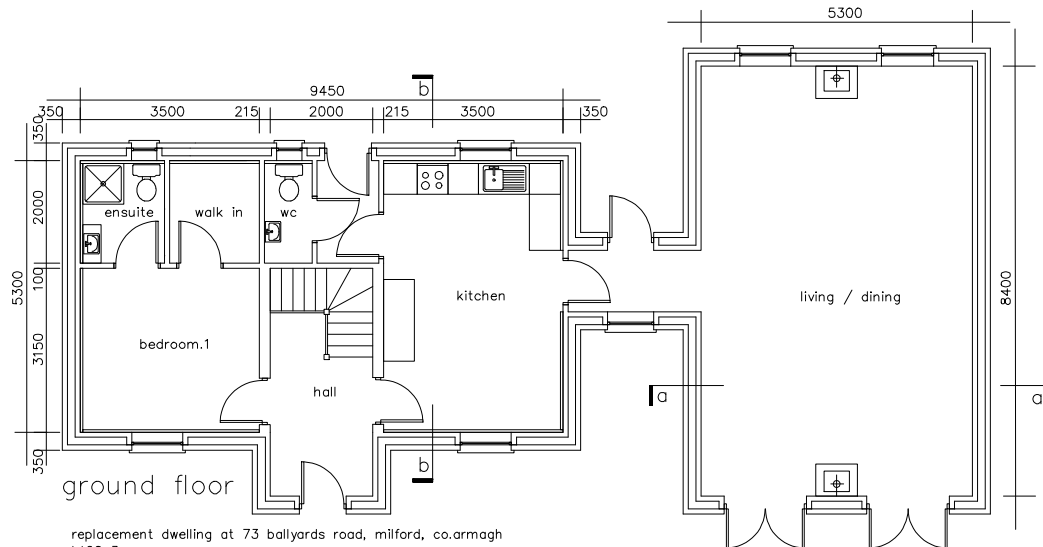 5300
b
9450
350 3500 215 2000 215 3500 350
350
2000
100
3150
350
5300
ensuite
walk in
wc
kitchen
living / dining
8400
bedroom.1
hall
a
a
b
ground floor
replacement dwelling at 73 ballyards road, milford, co.armagh